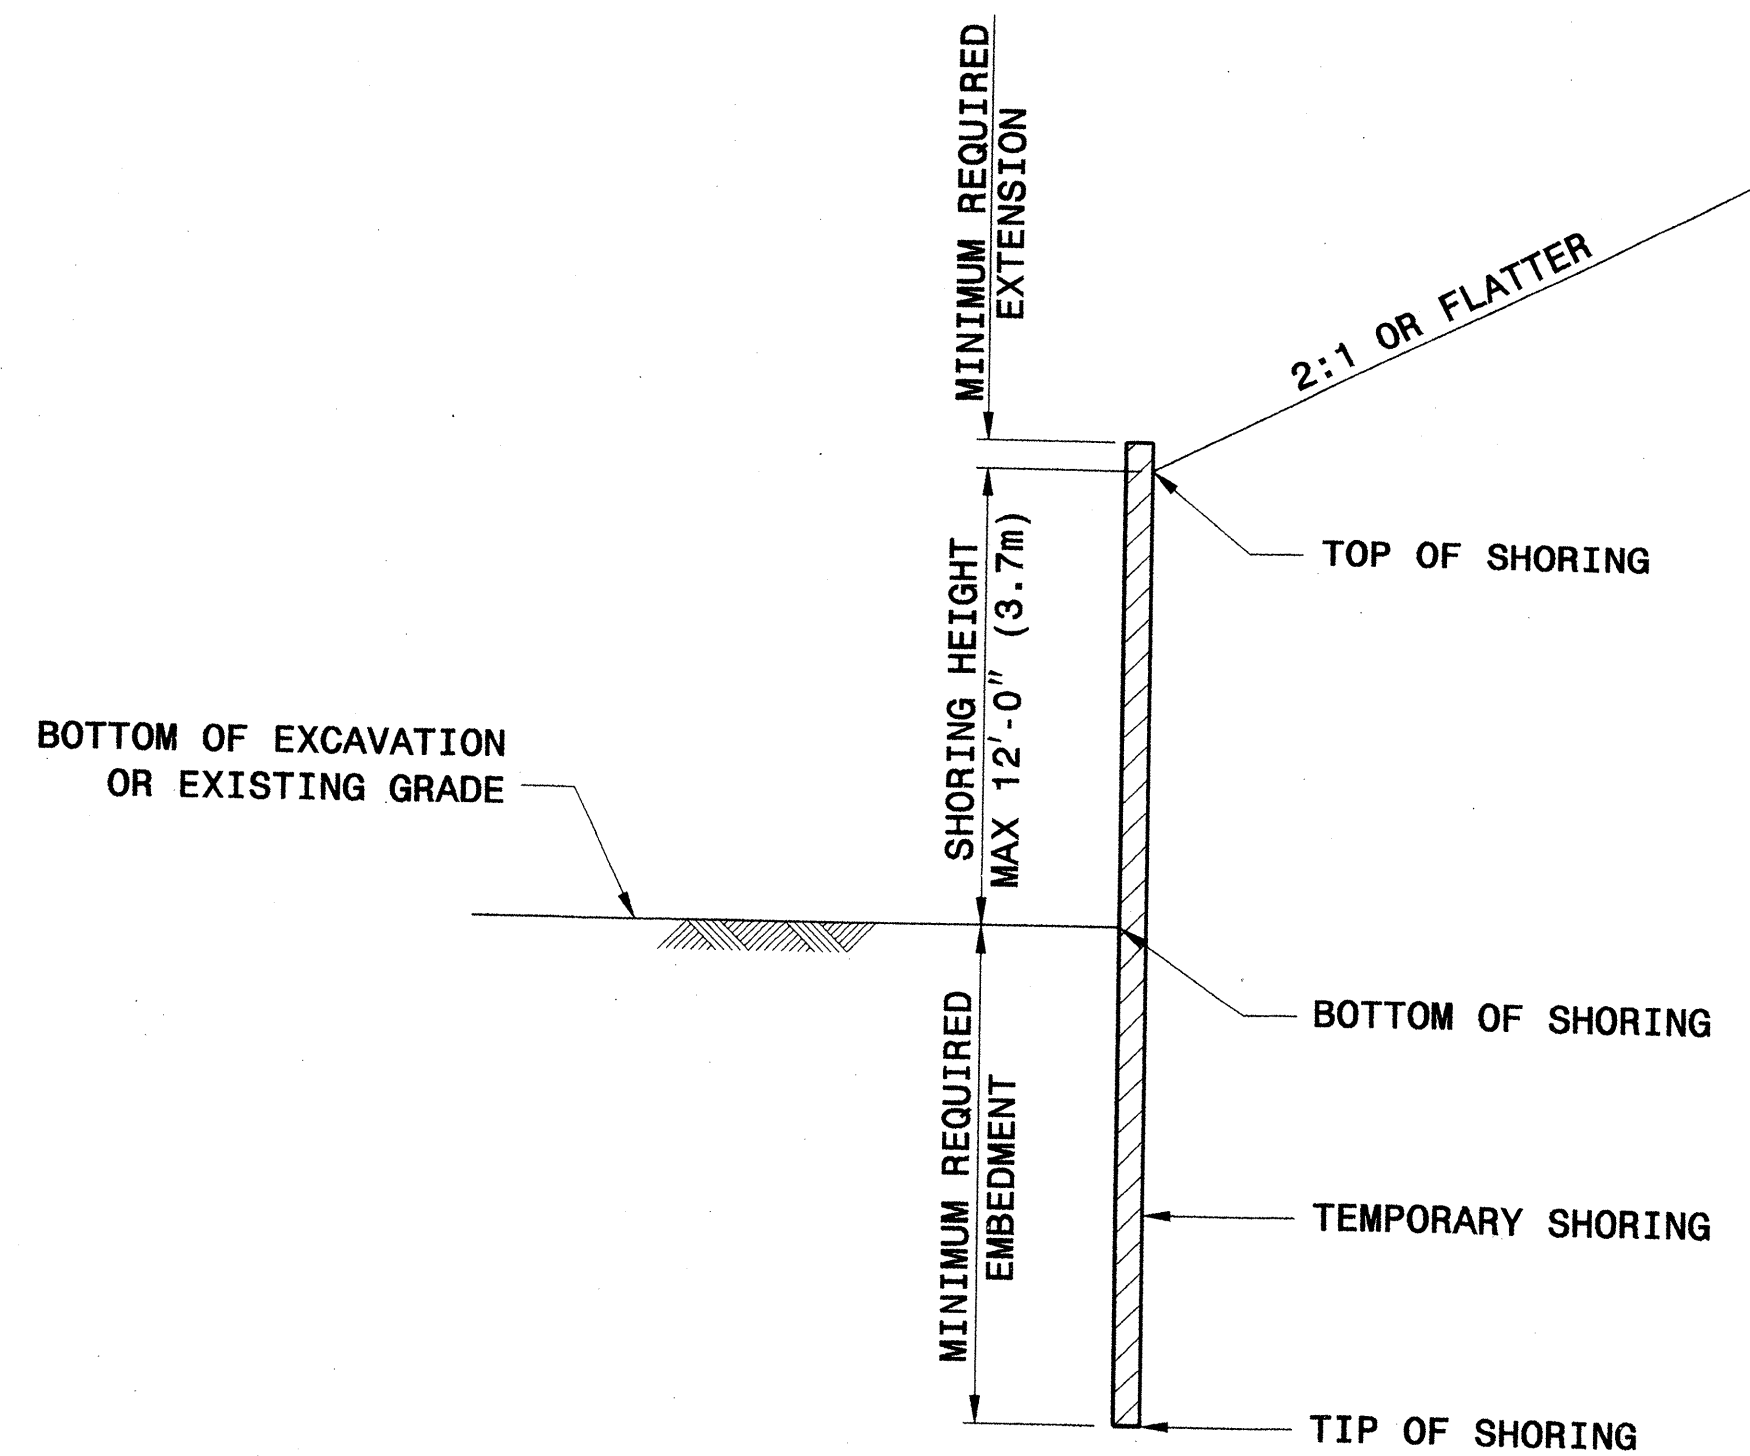 MINIMUM REQUIRED
EXTENSION
2:1 OR FLATTER
TOP OF SHORING
SHORING HEIGHT
MAX 12'-0" (3.7m)
BOTTOM OF EXCAVATION
OR EXISTING GRADE
BOTTOM OF SHORING
MINIMUM REQUIRED
EMBEDMENT
TEMPORARY SHORING
TIP OF SHORING